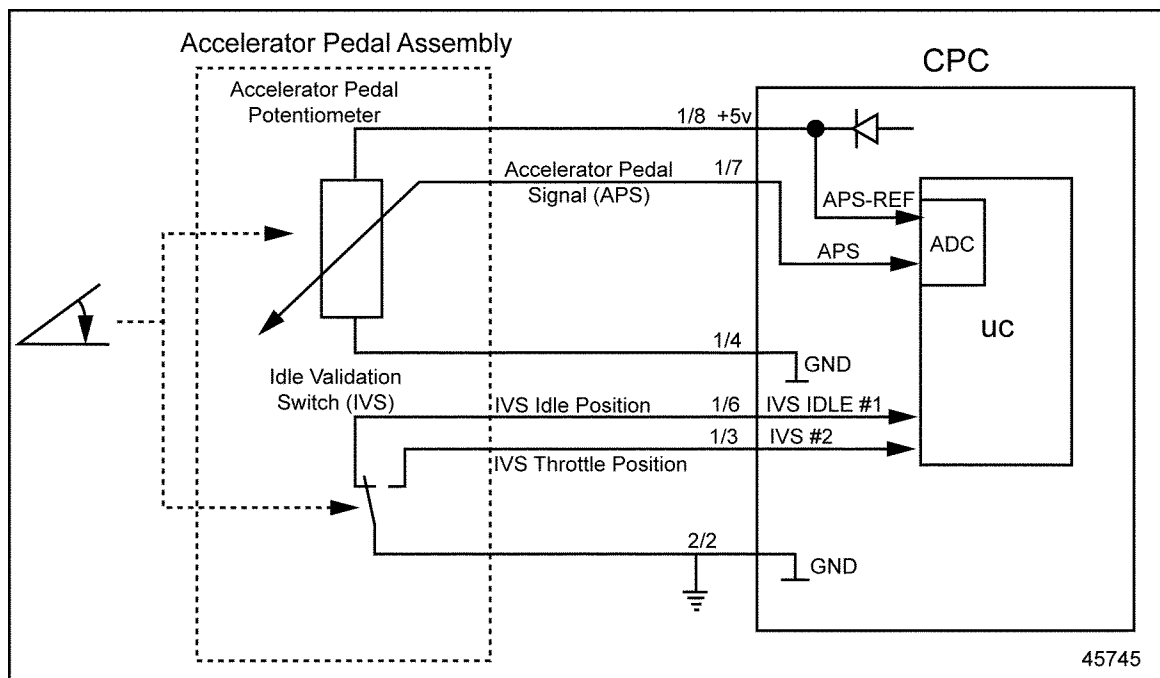 Accelerator Pedal Assembly
CPC
Accelerator Pedal
Potentiometer
1/8 +5v
Accelerator Pedal
Signal (APS)
1/7
APS-REF
ADC
APS
uc
1/4
GND
Idle Validation
Switch (IVS)
IVS Idle Position
1/6
IVS IDLE #1
1/3
IVS #2
IVS Throttle Position
2/2
GND
45745